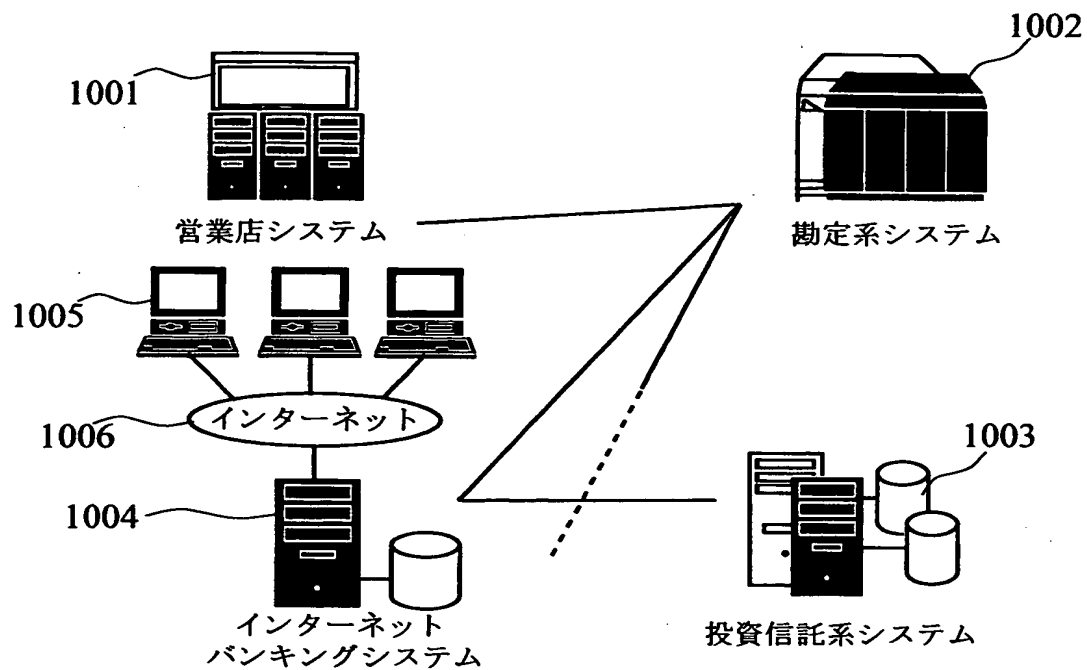 1001
1002
営業店システム
勘定系システム
1005
インターネット
1006
1003
1004
インターネット
バンキングシステム
投資信託系システム